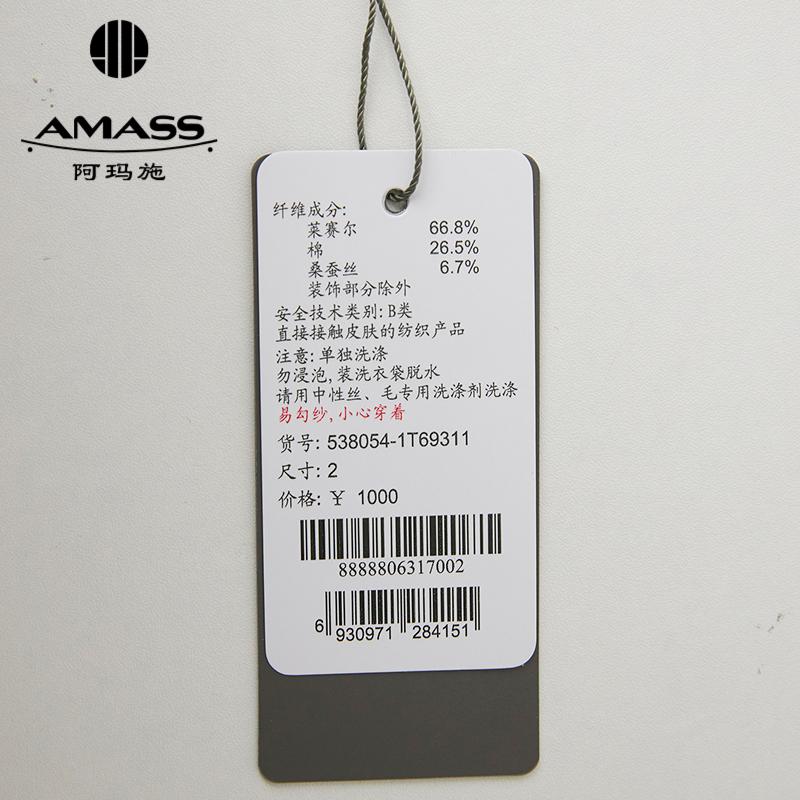 AMASS
阿玛施
纤维成分:
莱赛尔 66.8%
棉 26.5%
桑蚕丝 6.7%
装饰部分除外
安全技术类别: B类
直接接触皮肤的纺织产品
注意: 单独洗涤
勿浸泡, 装洗衣袋脱水
请用中性丝、毛专用洗涤剂洗涤
易勾纱, 小心穿着
货号: 538054-1T69311
尺寸: 2
价格: ¥ 1000
8888806317002
6 930971 284151